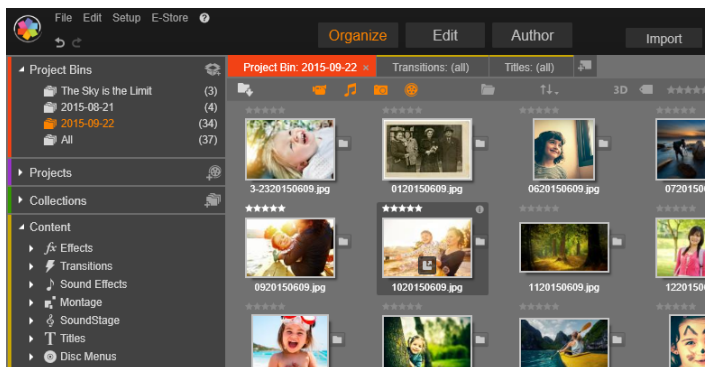 File Edit Setup E-Store ?
Organize Edit Author Import
Project Bins
The Sky is the Limit (3)
2015-08-21 (4)
2015-09-22 (34)
All (37)
Projects
Collections
Content
fx Effects
Transitions
Sound Effects
Montage
SoundStage
T Titles
Disc Menus
Project Bin: 2015-09-22 × Transitions: (all) Titles: (all)
3D
3-2320150609.jpg 0120150609.jpg 0620150609.jpg 07201506
0920150609.jpg 1020150609.jpg 1120150609.jpg 12201506